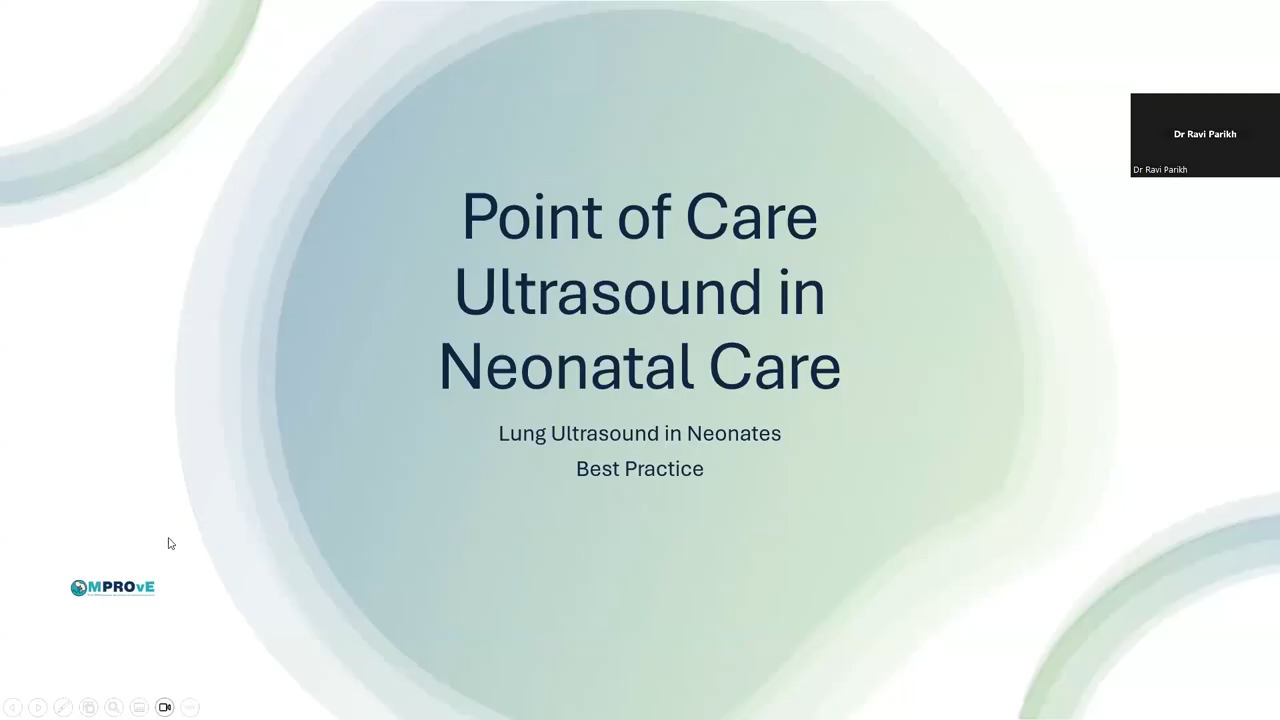 Point of Care
Ultrasound in
Neonatal Care
Lung Ultrasound in Neonates
Best Practice
Dr Ravi Parikh
Dr Ravi Parikh
MPROvE